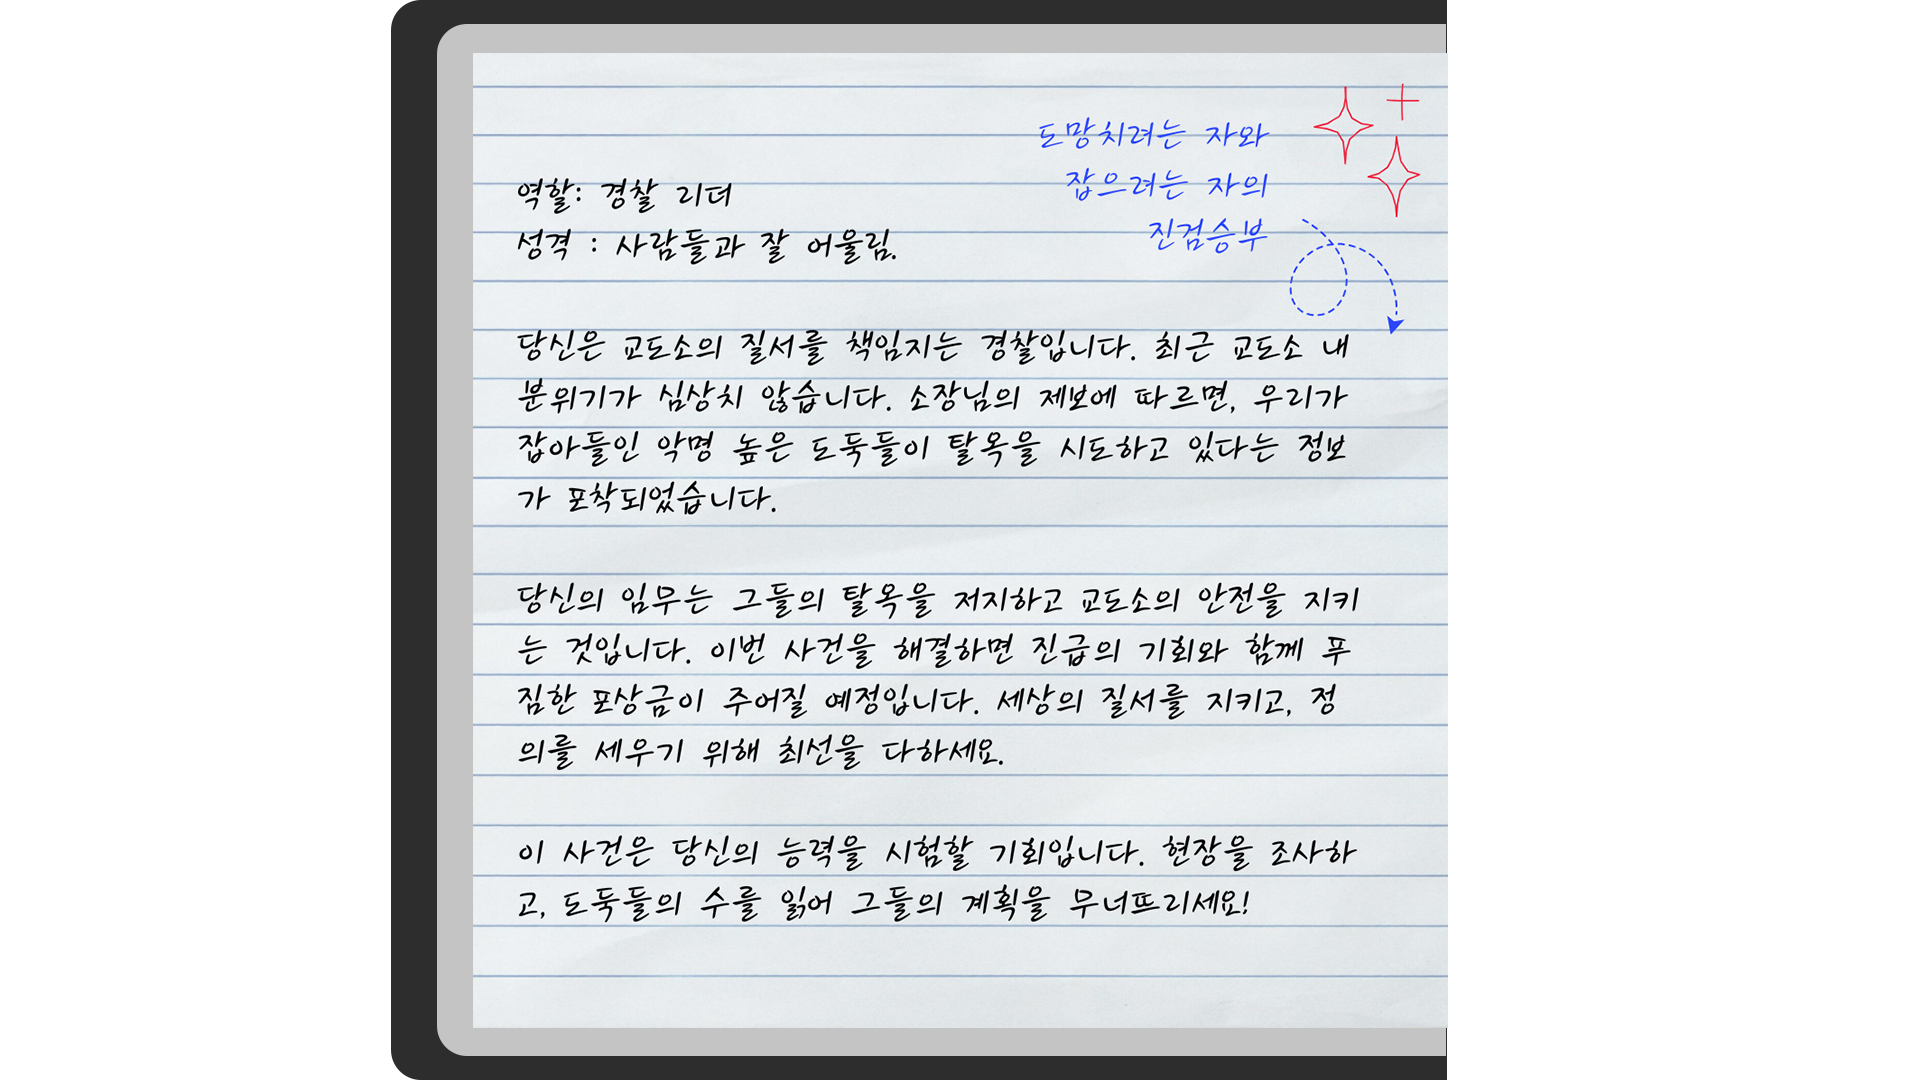 도망치려는 자와
잡으려는 자의
진검승부
역할: 경찰 리더
성격 : 사람들과 잘 어울림.
당신은 교도소의 질서를 책임지는 경찰입니다. 최근 교도소 내
분위기가 심상치 않습니다. 소장님의 제보에 따르면, 우리가
잡아들인 악명 높은 도둑들이 탈옥을 시도하고 있다는 정보
가 포착되었습니다.
당신의 임무는 그들의 탈옥을 저지하고 교도소의 안전을 지키
는 것입니다. 이번 사건을 해결하면 진급의 기회와 함께 푸
짐한 포상금이 주어질 예정입니다. 세상의 질서를 지키고, 정
의를 세우기 위해 최선을 다하세요.
이 사건은 당신의 능력을 시험할 기회입니다. 현장을 조사하
고, 도둑들의 수를 읽어 그들의 계획을 무너뜨리세요!